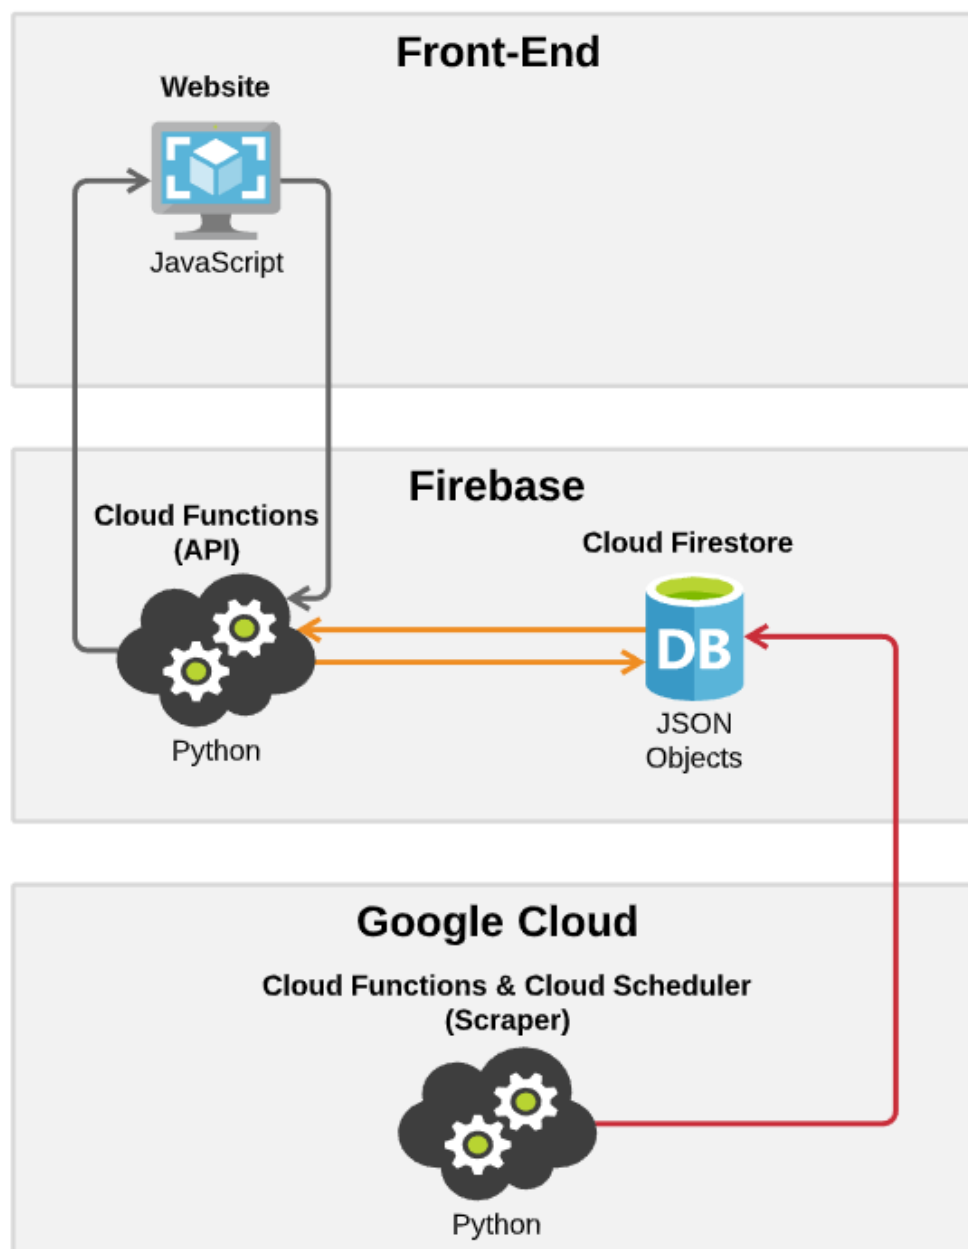 Front-End
Website
JavaScript
Firebase
Cloud Functions
(API)
Python
Cloud Firestore
DB
JSON
Objects
Google Cloud
Cloud Functions & Cloud Scheduler
(Scraper)
Python